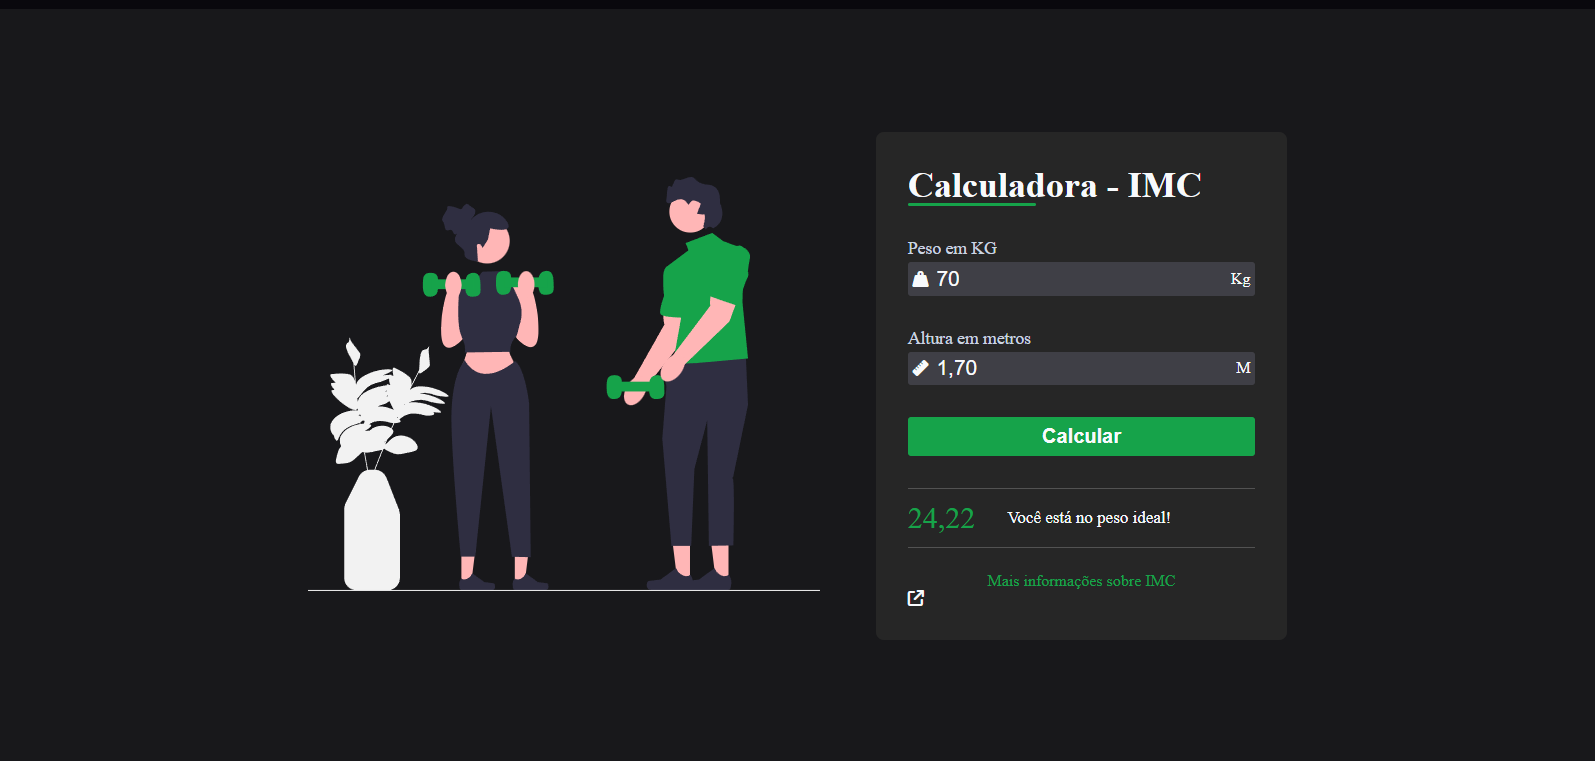 Calculadora - IMC
Peso em KG
70 Kg
Altura em metros
1,70 M
Calcular
24,22 Você está no peso ideal!
Mais informações sobre IMC